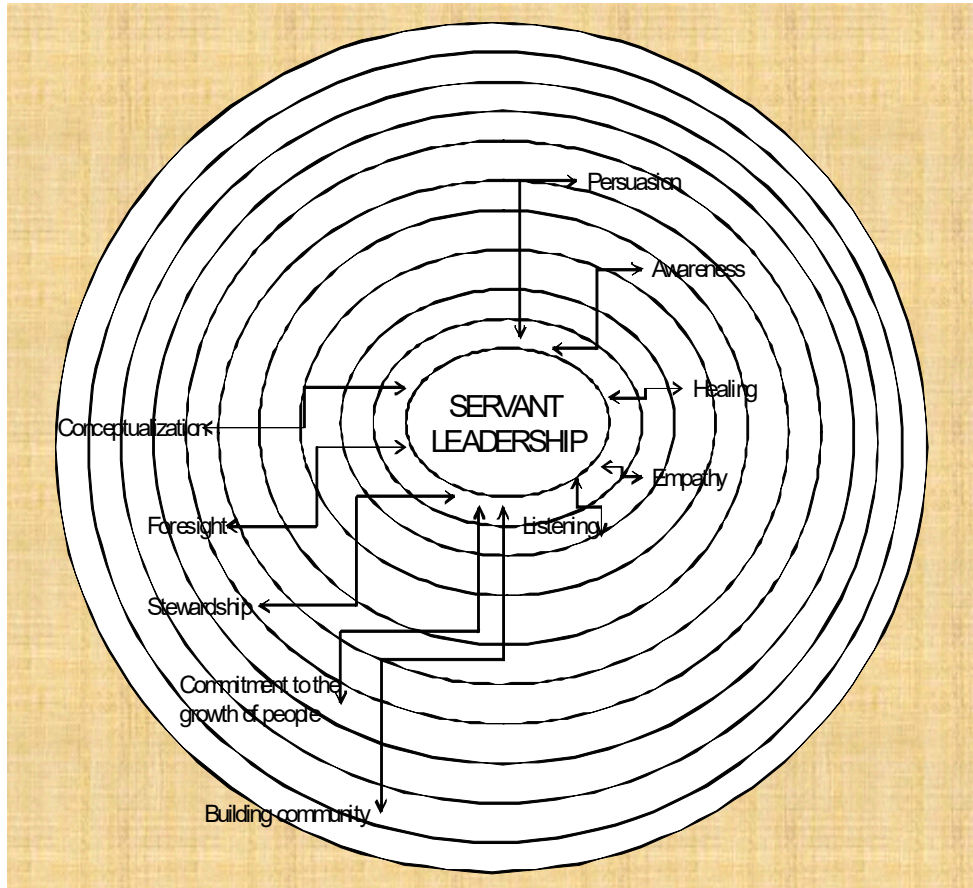 Persuasion
Awareness
Healing
SERVANT
LEADERSHIP
Conceptualization
Empathy
Foresight
Listening
Stewardship
Commitment to the
growth of people
Building community